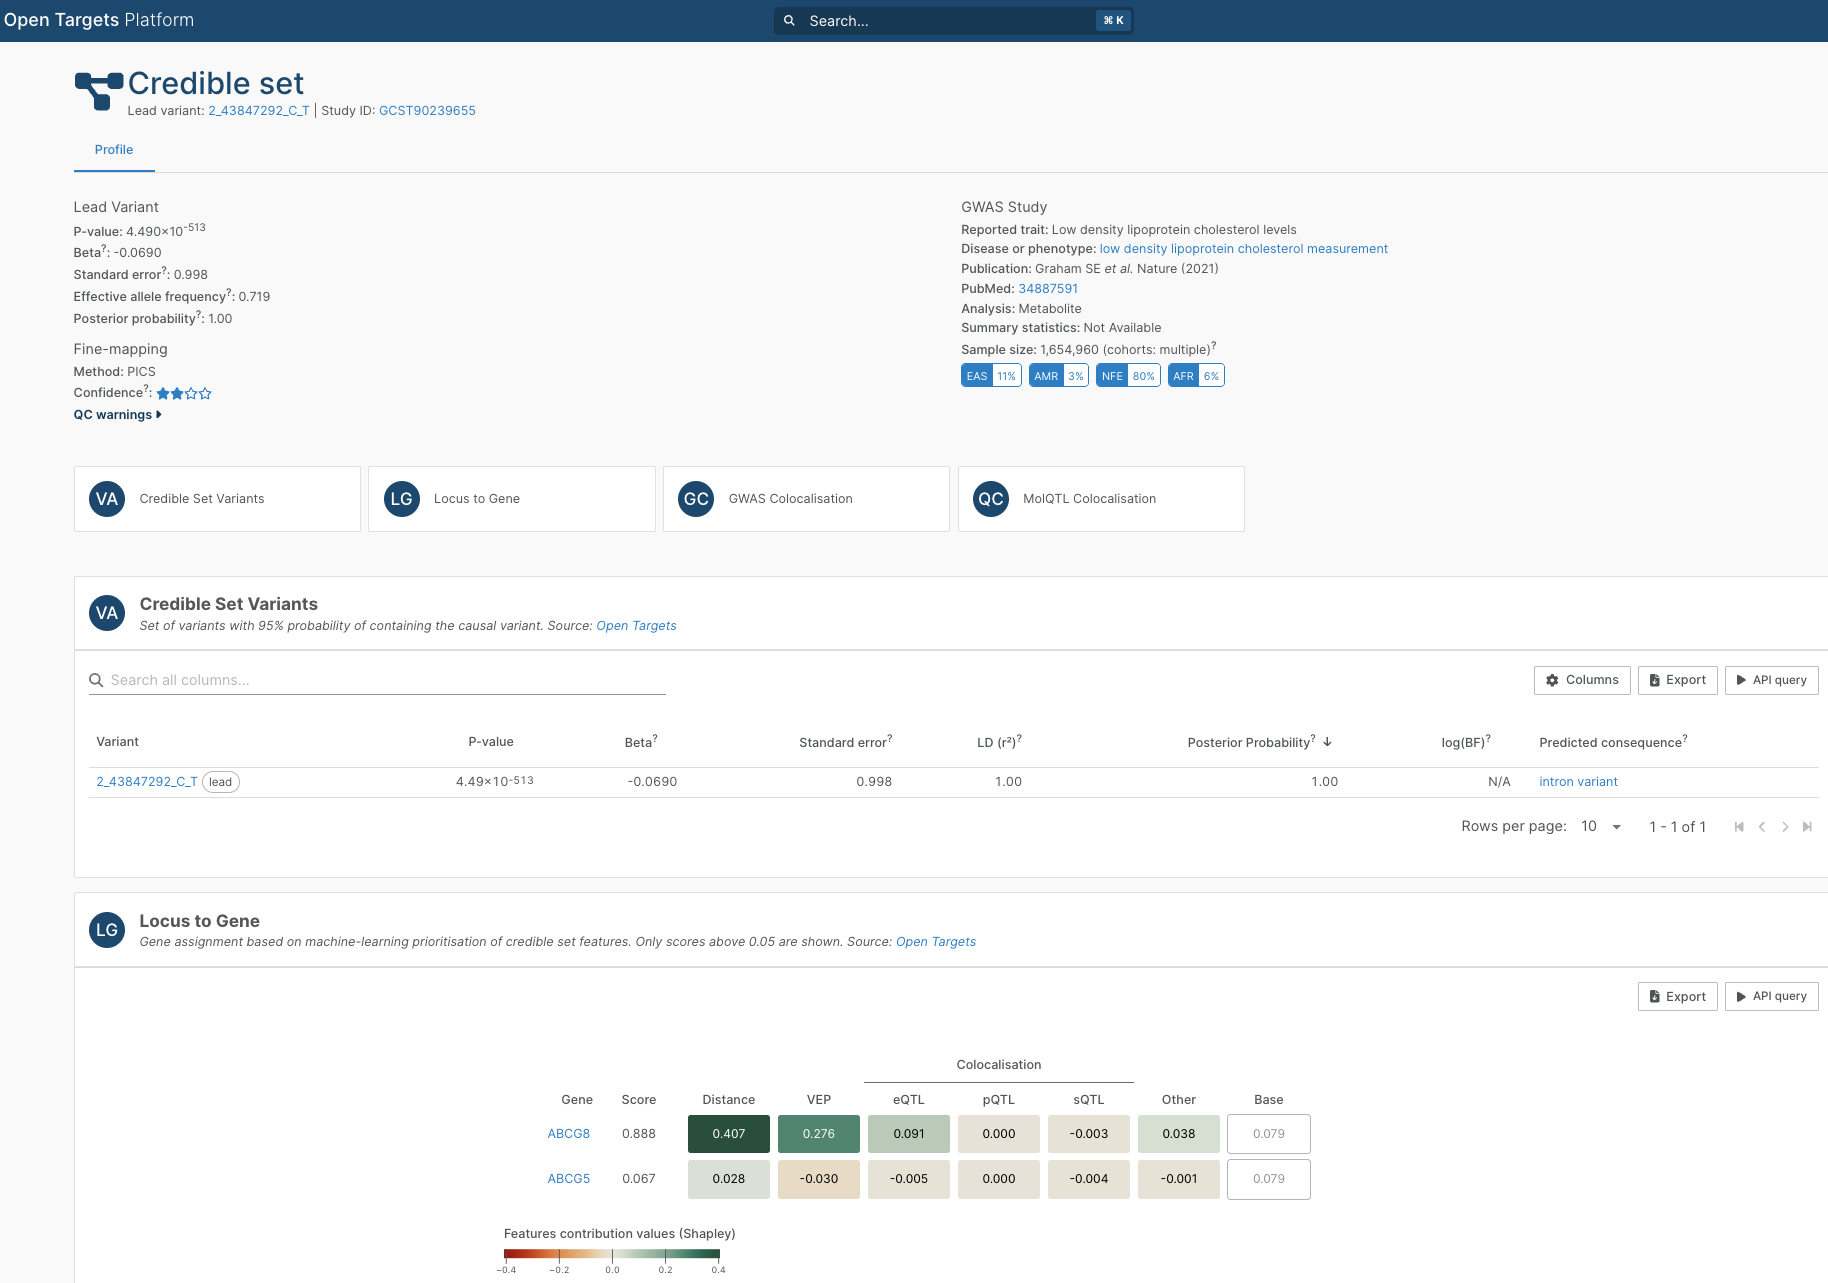 Open Targets Platform
Search...
⌘ K
Credible set
Lead variant: 2_43847292_C_T | Study ID: GCST90239655
Profile
Lead Variant
P-value: 4.490×10-513
Beta?: -0.0690
Standard error?: 0.998
Effective allele frequency?: 0.719
Posterior probability?: 1.00
Fine-mapping
Method: PICS
Confidence?:
QC warnings
GWAS Study
Reported trait: Low density lipoprotein cholesterol levels
Disease or phenotype: low density lipoprotein cholesterol measurement
Publication: Graham SE et al. Nature (2021)
PubMed: 34887591
Analysis: Metabolite
Summary statistics: Not Available
Sample size: 1,654,960 (cohorts: multiple)?
EAS 11% AMR 3% NFE 80% AFR 6%
VA Credible Set Variants
LG Locus to Gene
GC GWAS Colocalisation
QC MolQTL Colocalisation
VA
Credible Set Variants
Set of variants with 95% probability of containing the causal variant. Source: Open Targets
Search all columns...
Columns Export API query
Variant P-value Beta? Standard error? LD (r²)? Posterior Probability? ↓ log(BF)? Predicted consequence?
2_43847292_C_T lead 4.49×10-513 -0.0690 0.998 1.00 1.00 N/A intron variant
Rows per page: 10 1 - 1 of 1
LG
Locus to Gene
Gene assignment based on machine-learning prioritisation of credible set features. Only scores above 0.05 are shown. Source: Open Targets
Export API query
Colocalisation
Gene Score Distance VEP eQTL pQTL sQTL Other Base
ABCG8 0.888 0.407 0.276 0.091 0.000 -0.003 0.038 0.079
ABCG5 0.067 0.028 -0.030 -0.005 0.000 -0.004 -0.001 0.079
Features contribution values (Shapley)
−0.4 −0.2 0.0 0.2 0.4